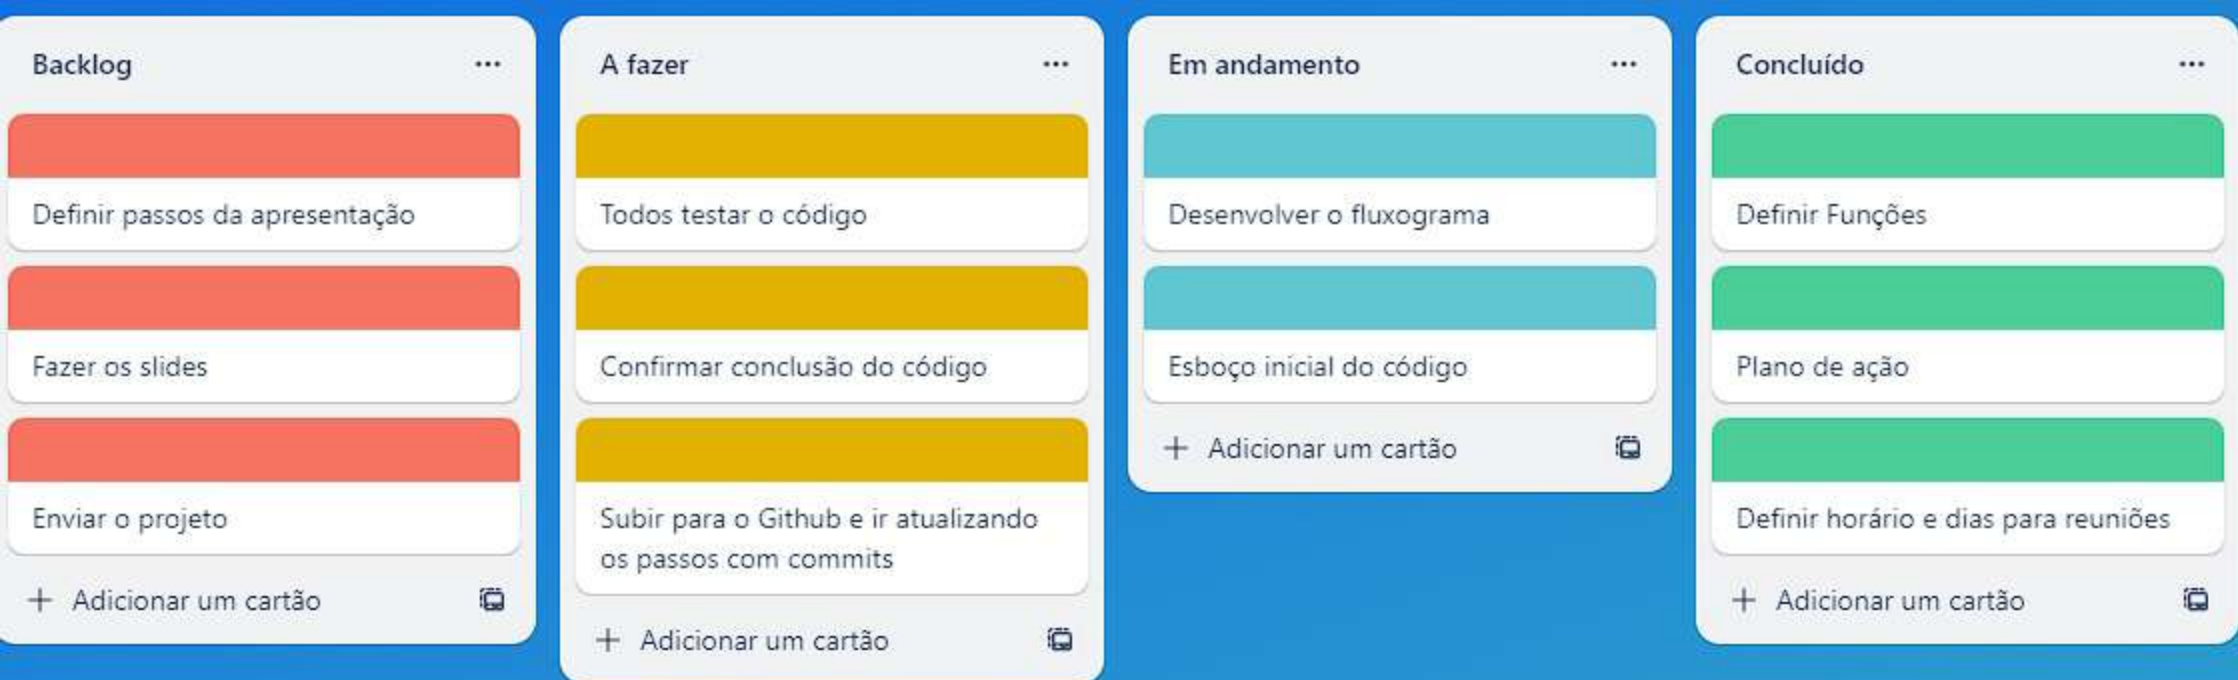 Backlog
Definir passos da apresentação
Fazer os slides
Enviar o projeto
Adicionar um cartão
A fazer
Todos testar o código
Confirmar conclusão do código
Subir para o Github e ir atualizando
os passos com commits
Adicionar um cartão
Em andamento
Desenvolver o fluxograma
Esboço inicial do código
Adicionar um cartão
Concluído
Definir Funções
Plano de ação
Definir horário e dias para reuniões
Adicionar um cartão